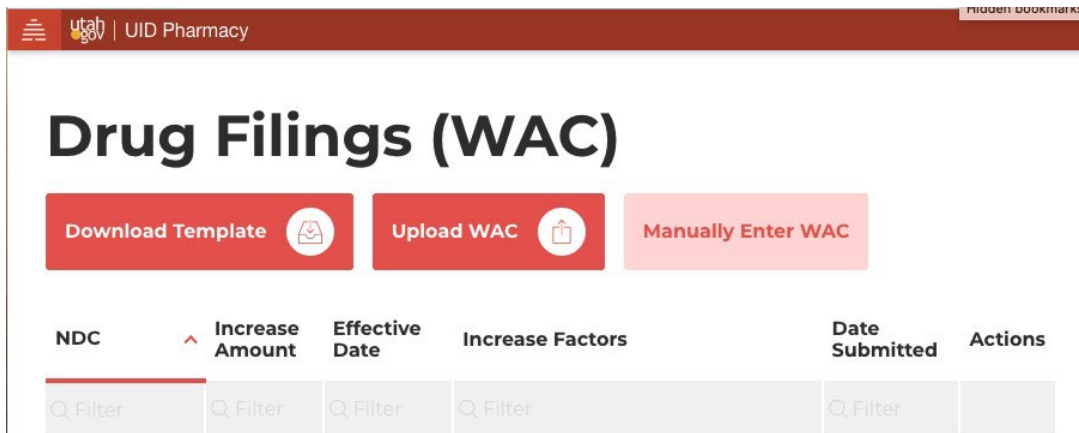 Hidden bookmarks
utah gov | UID Pharmacy
Drug Filings (WAC)
Download Template
Upload WAC
Manually Enter WAC
NDC
Increase Amount
Effective Date
Increase Factors
Date Submitted
Actions
Filter
Filter
Filter
Filter
Filter